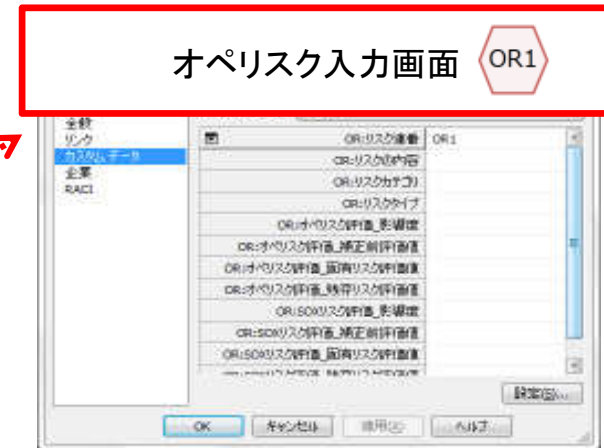 オペリスク入力画面 OR1
全般
リンク
カスタム データ
企業
RACI
OR:リスク連番 OR1
OR:リスクの内容
OR:リスクカテゴリ
OR:リスクタイプ
OR:オペリスク評価_影響度
OR:オペリスク評価_補正前評価値
OR:オペリスク評価_固有リスク評価値
OR:オペリスク評価_残存リスク評価値
OR:SOXリスク評価_影響度
OR:SOXリスク評価_補正前評価値
OR:SOXリスク評価_固有リスク評価値
設定(S)...
OK キャンセル 適用(A) ヘルプ